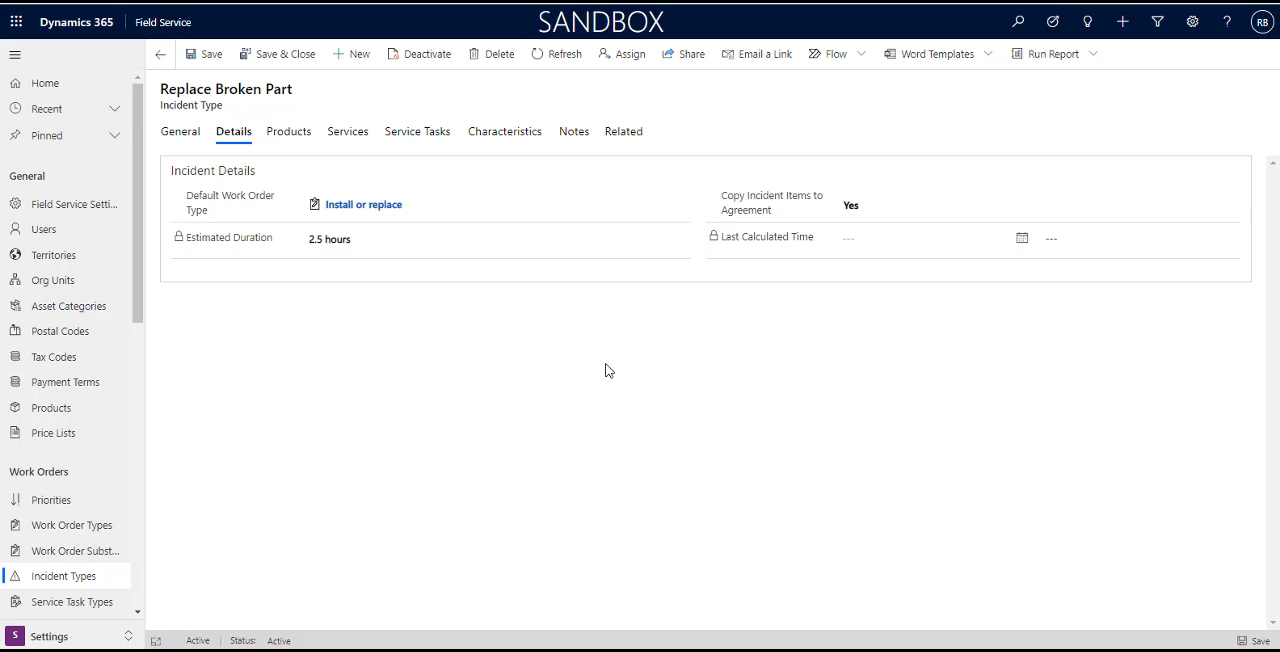 Dynamics 365 Field Service SANDBOX RB
Save Save & Close New Deactivate Delete Refresh Assign Share Email a Link Flow Word Templates Run Report
Home
Recent
Pinned
General
Field Service Setti...
Users
Territories
Org Units
Asset Categories
Postal Codes
Tax Codes
Payment Terms
Products
Price Lists
Work Orders
Priorities
Work Order Types
Work Order Subst...
Incident Types
Service Task Types
S Settings
Replace Broken Part
Incident Type
General Details Products Services Service Tasks Characteristics Notes Related
Incident Details
Default Work Order
Type
Install or replace
Estimated Duration 2.5 hours
Copy Incident Items to
Agreement
Yes
Last Calculated Time --- ---
Active Status: Active Save